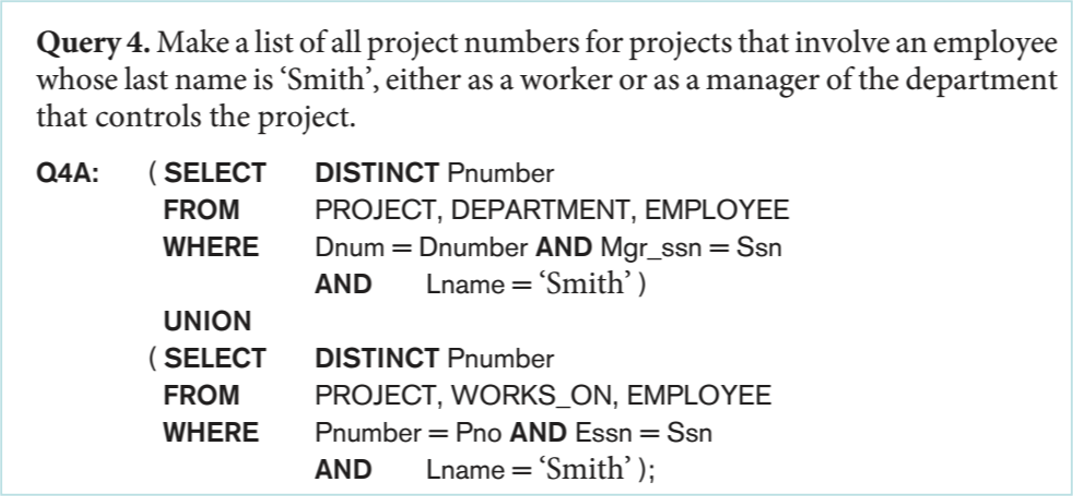 Query 4. Make a list of all project numbers for projects that involve an employee
whose last name is ‘Smith’, either as a worker or as a manager of the department
that controls the project.
Q4A: ( SELECT DISTINCT Pnumber
FROM PROJECT, DEPARTMENT, EMPLOYEE
WHERE Dnum = Dnumber AND Mgr_ssn = Ssn
AND Lname = ‘Smith’ )
UNION
( SELECT DISTINCT Pnumber
FROM PROJECT, WORKS_ON, EMPLOYEE
WHERE Pnumber = Pno AND Essn = Ssn
AND Lname = ‘Smith’ );